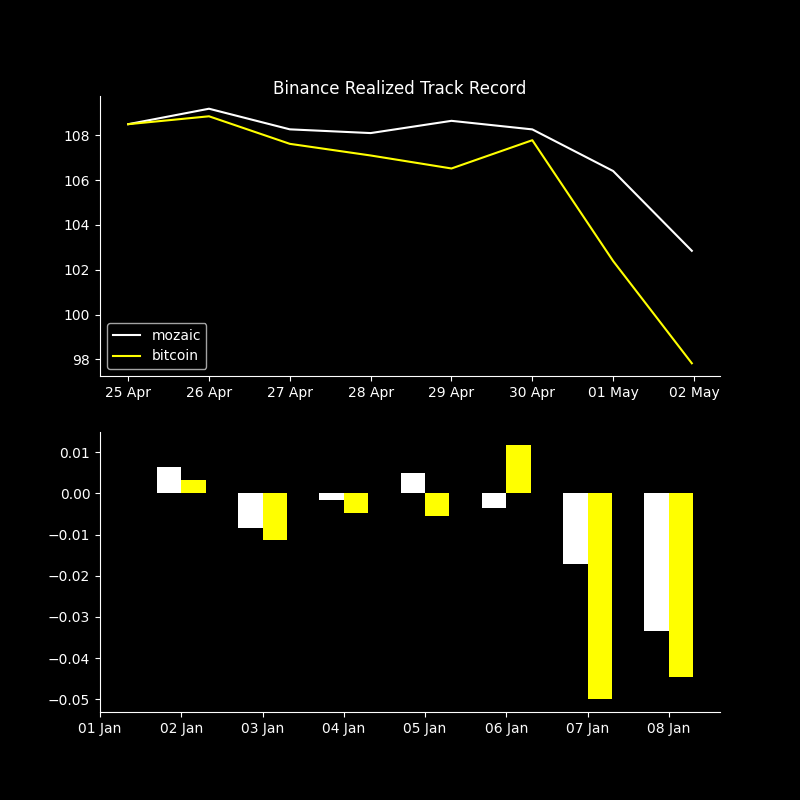 Binance Realized Track Record
108
106
104
102
100
98
mozaic
bitcoin
25 Apr 26 Apr 27 Apr 28 Apr 29 Apr 30 Apr 01 May 02 May
0.01
0.00
−0.01
−0.02
−0.03
−0.04
−0.05
01 Jan 02 Jan 03 Jan 04 Jan 05 Jan 06 Jan 07 Jan 08 Jan